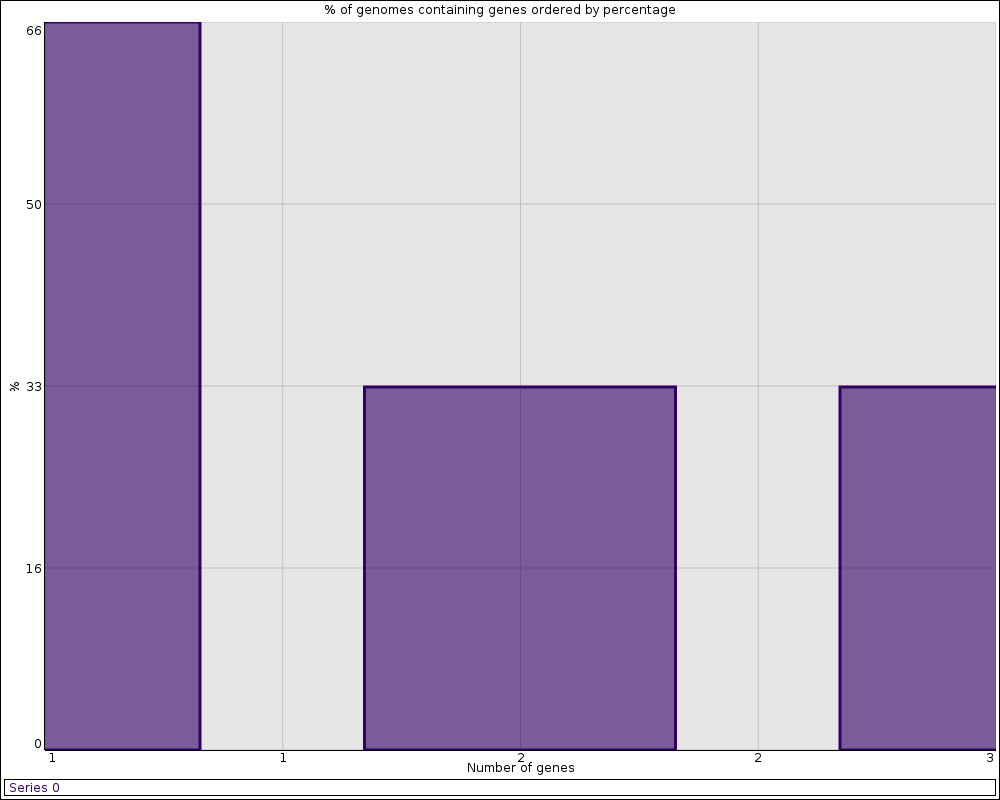 % of genomes containing genes ordered by percentage
66
50
% 33
16
0
1 1 2 2 3
Number of genes
Series 0